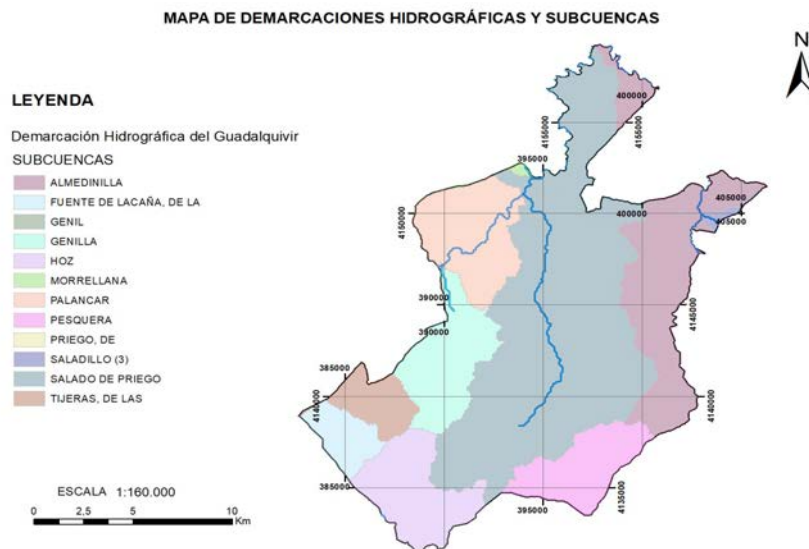 MAPA DE DEMARCACIONES HIDROGRÁFICAS Y SUBCUENCAS
N
LEYENDA
Demarcación Hidrográfica del Guadalquivir
SUBCUENCAS
ALMEDINILLA
FUENTE DE LACAÑA, DE LA
GENIL
GENILLA
HOZ
MORRELLANA
PALANCAR
PESQUERA
PRIEGO, DE
SALADILLO (3)
SALADO DE PRIEGO
TIJERAS, DE LAS
ESCALA 1:160.000
0 2,5 5 10
Km
400000
4155000
4155000
395000
405000
405000
4150000
400000
390000
390000
4145000
385000
4140000
4140000
385000
395000
4135000